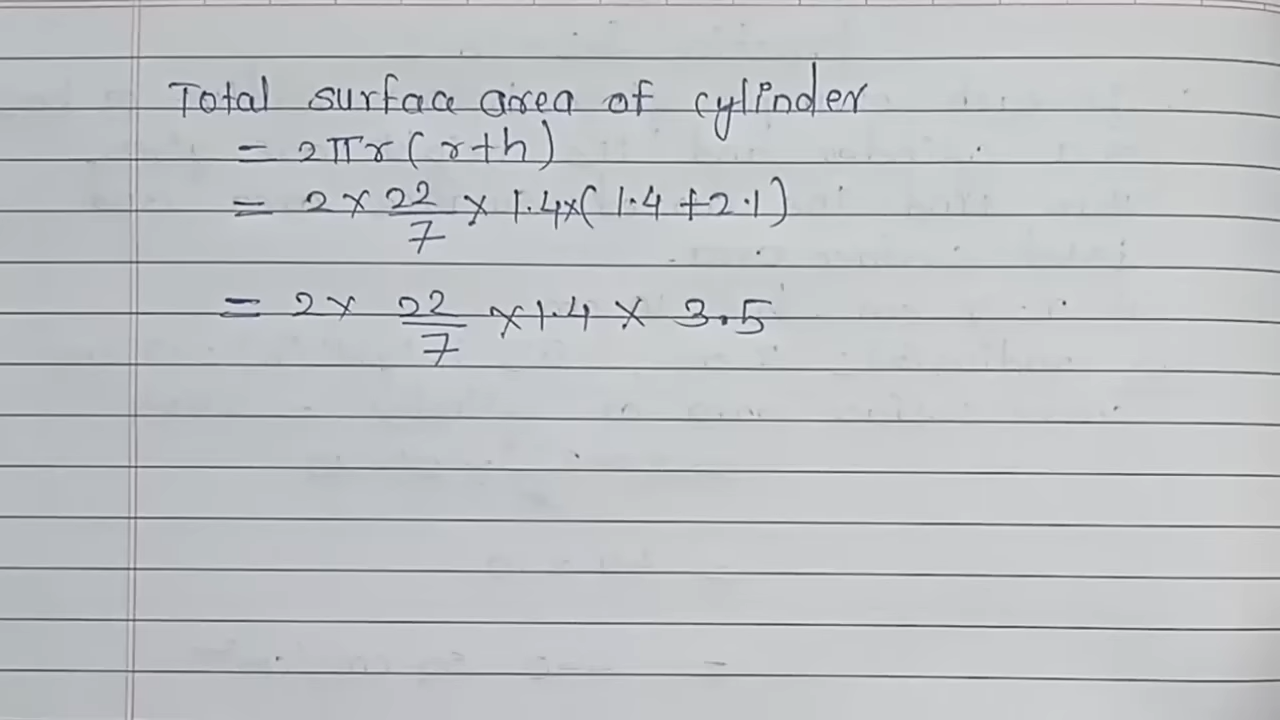 Total surface area of cylinder
= 2πr(r+h)
= 2 × 22/7 × 1.4×(1.4+2.1)
= 2× 22/7 ×1.4 × 3.5